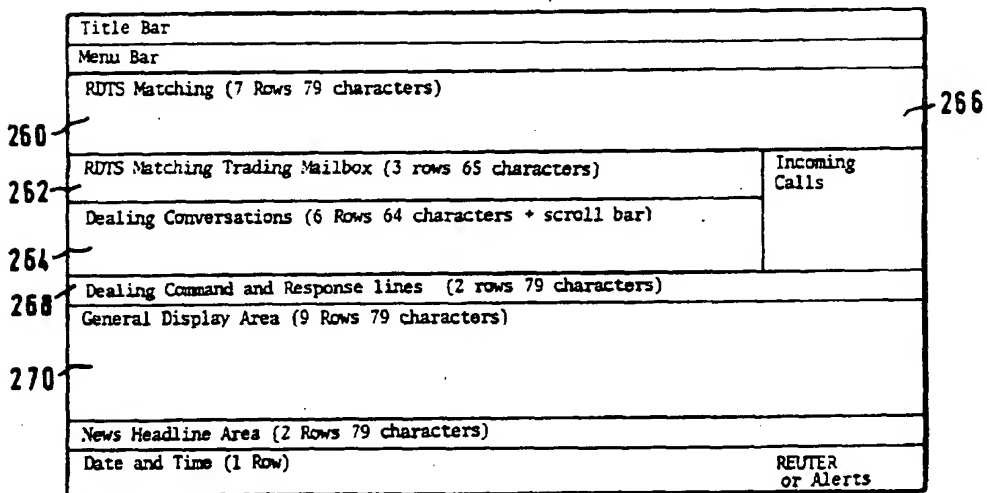 Title Bar
Menu Bar
RDTS Matching (7 Rows 79 characters)
266
260
RDTS Matching Trading Mailbox (3 rows 65 characters)
Incoming
Calls
262
Dealing Conversations (6 Rows 64 characters + scroll bar)
264
Dealing Command and Response lines (2 rows 79 characters)
268
General Display Area (9 Rows 79 characters)
270
News Headline Area (2 Rows 79 characters)
Date and Time (1 Row)
REUTER
or Alerts